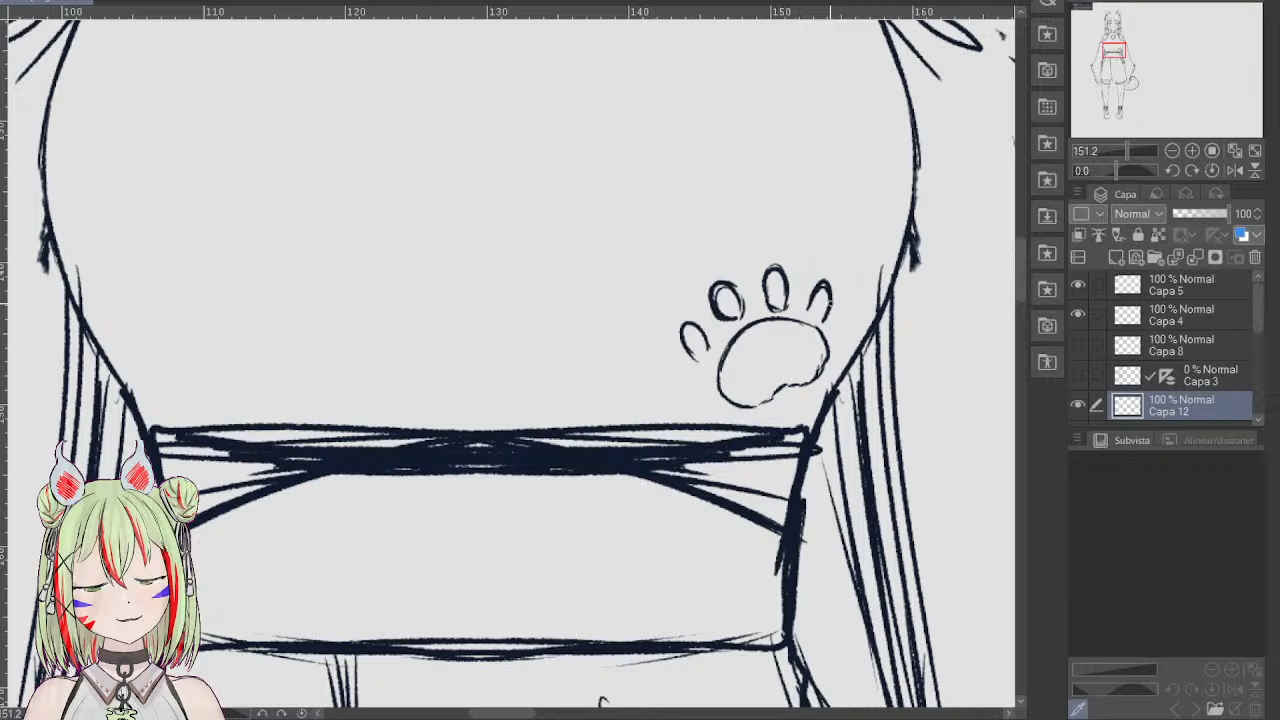 100
110
120
130
140
150
160
151.2
0.0
Capa
Normal
100
100 % Normal
Capa 5
100 % Normal
Capa 4
100 % Normal
Capa 8
0 % Normal
Capa 3
100 % Normal
Capa 12
Subvista
Alinear/disponer